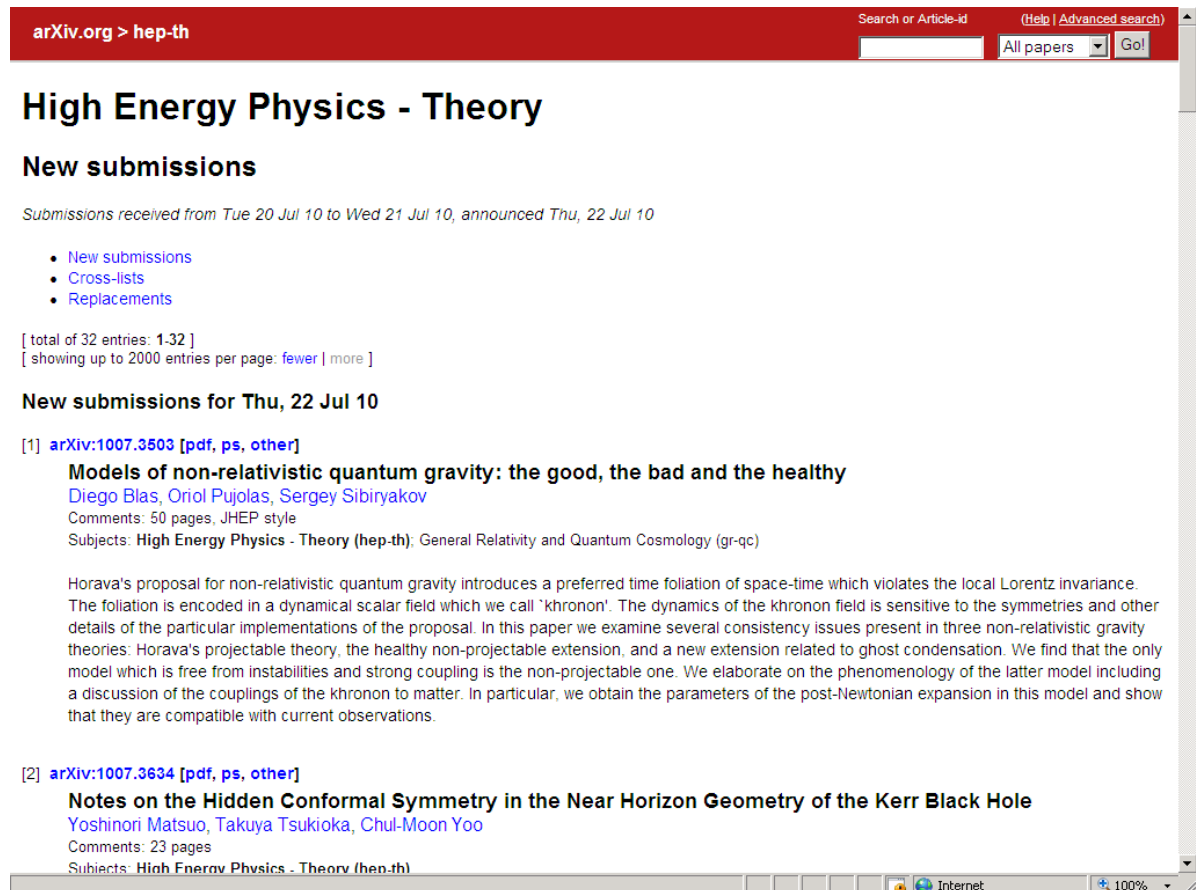 arXiv.org > hep-th
Search or Article-id
(Help | Advanced search)
All papers
Go!
High Energy Physics - Theory
New submissions
Submissions received from Tue 20 Jul 10 to Wed 21 Jul 10, announced Thu, 22 Jul 10
• New submissions
• Cross-lists
• Replacements
[ total of 32 entries: 1-32 ]
[ showing up to 2000 entries per page: fewer | more ]
New submissions for Thu, 22 Jul 10
[1] arXiv:1007.3503 [pdf, ps, other]
Models of non-relativistic quantum gravity: the good, the bad and the healthy
Diego Blas, Oriol Pujolas, Sergey Sibiryakov
Comments: 50 pages, JHEP style
Subjects: High Energy Physics - Theory (hep-th); General Relativity and Quantum Cosmology (gr-qc)
Horava's proposal for non-relativistic quantum gravity introduces a preferred time foliation of space-time which violates the local Lorentz invariance.
The foliation is encoded in a dynamical scalar field which we call `khronon'. The dynamics of the khronon field is sensitive to the symmetries and other
details of the particular implementations of the proposal. In this paper we examine several consistency issues present in three non-relativistic gravity
theories: Horava's projectable theory, the healthy non-projectable extension, and a new extension related to ghost condensation. We find that the only
model which is free from instabilities and strong coupling is the non-projectable one. We elaborate on the phenomenology of the latter model including
a discussion of the couplings of the khronon to matter. In particular, we obtain the parameters of the post-Newtonian expansion in this model and show
that they are compatible with current observations.
[2] arXiv:1007.3634 [pdf, ps, other]
Notes on the Hidden Conformal Symmetry in the Near Horizon Geometry of the Kerr Black Hole
Yoshinori Matsuo, Takuya Tsukioka, Chul-Moon Yoo
Comments: 23 pages
Subjects: High Energy Physics - Theory (hep-th)
Internet
100%